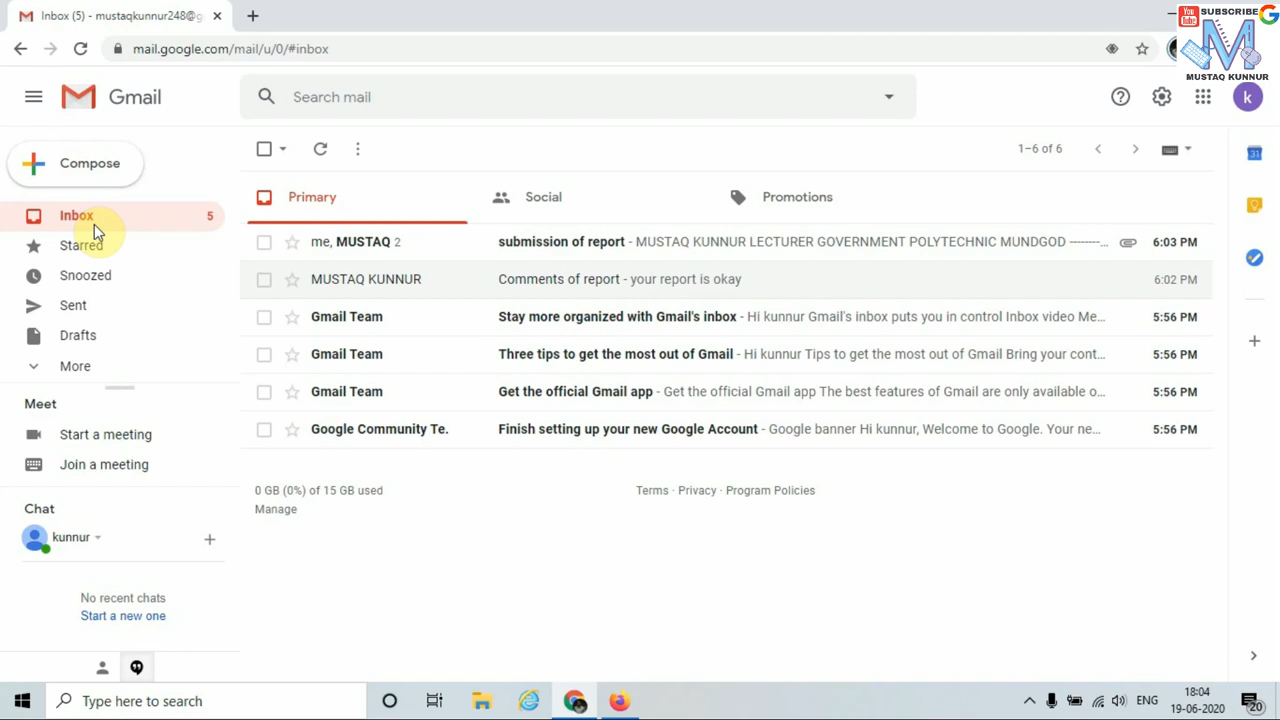 Inbox (5) - mustaqkunnur248@g
SUBSCRIBE
You Tube
MUSTAQ KUNNUR
mail.google.com/mail/u/0/#inbox
Gmail
Search mail
k
Compose
1–6 of 6
31
Primary
Social
Promotions
Inbox 5
Starred
Snoozed
Sent
Drafts
More
me, MUSTAQ 2 submission of report - MUSTAQ KUNNUR LECTURER GOVERNMENT POLYTECHNIC MUNDGOD --------... 6:03 PM
MUSTAQ KUNNUR Comments of report - your report is okay 6:02 PM
Gmail Team Stay more organized with Gmail's inbox - Hi kunnur Gmail's inbox puts you in control Inbox video Me... 5:56 PM
Gmail Team Three tips to get the most out of Gmail - Hi kunnur Tips to get the most out of Gmail Bring your cont... 5:56 PM
Gmail Team Get the official Gmail app - Get the official Gmail app The best features of Gmail are only available o... 5:56 PM
Google Community Te. Finish setting up your new Google Account - Google banner Hi kunnur, Welcome to Google. Your ne... 5:56 PM
Meet
Start a meeting
Join a meeting
0 GB (0%) of 15 GB used
Manage
Terms · Privacy · Program Policies
Chat
kunnur
No recent chats
Start a new one
Type here to search
ENG
18:04
19-06-2020
20